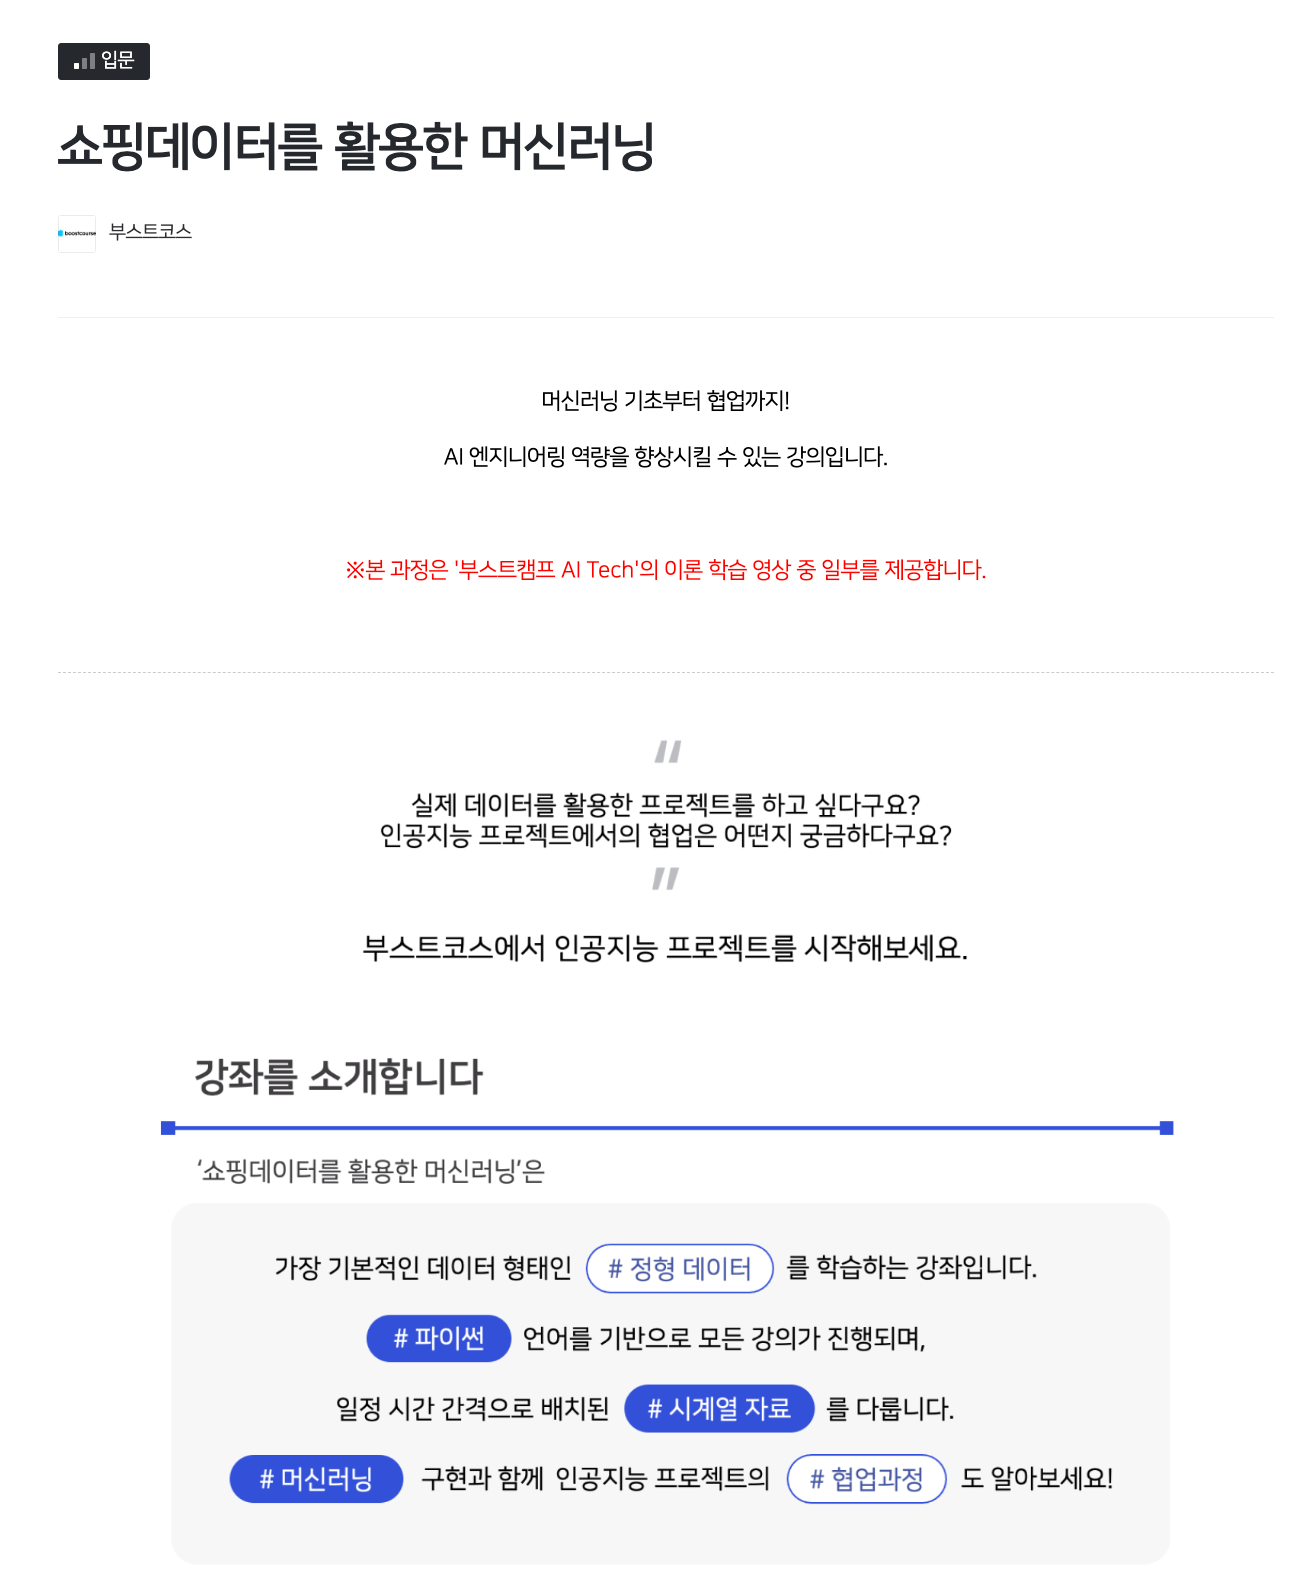 입문
쇼핑데이터를 활용한 머신러닝
boostcourse 부스트코스
머신러닝 기초부터 협업까지!
AI 엔지니어링 역량을 향상시킬 수 있는 강의입니다.
※본 과정은 '부스트캠프 AI Tech'의 이론 학습 영상 중 일부를 제공합니다.
"
실제 데이터를 활용한 프로젝트를 하고 싶다구요?
인공지능 프로젝트에서의 협업은 어떤지 궁금하다구요?
"
부스트코스에서 인공지능 프로젝트를 시작해보세요.
강좌를 소개합니다
‘쇼핑데이터를 활용한 머신러닝’은
가장 기본적인 데이터 형태인 # 정형 데이터 를 학습하는 강좌입니다.
# 파이썬 언어를 기반으로 모든 강의가 진행되며,
일정 시간 간격으로 배치된 # 시계열 자료 를 다룹니다.
# 머신러닝 구현과 함께 인공지능 프로젝트의 # 협업과정 도 알아보세요!